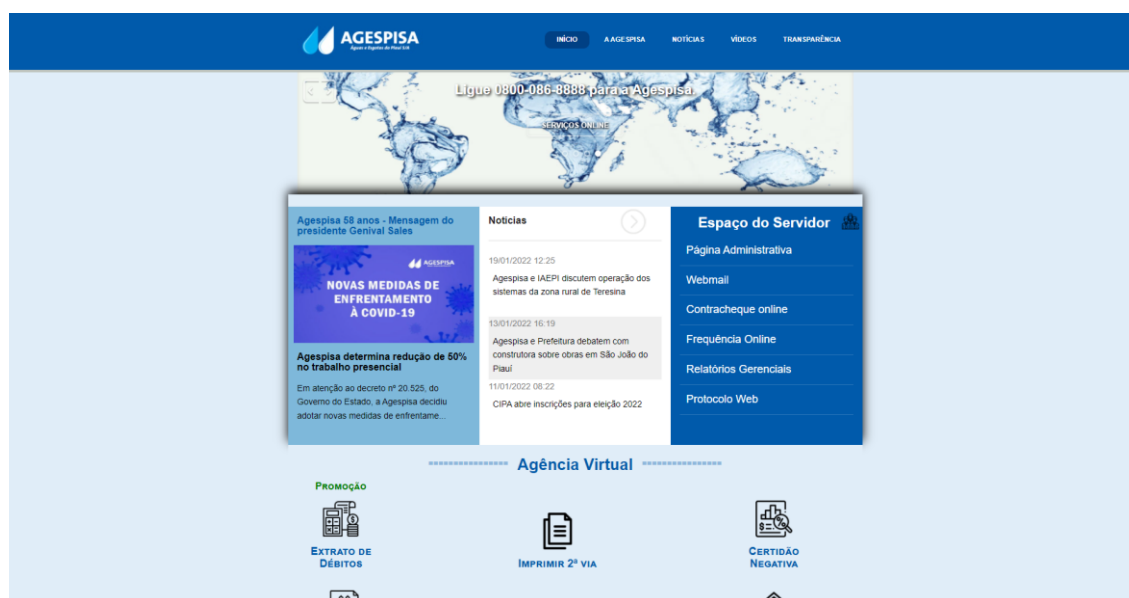 AGESPISA
Águas e Esgotos do Piauí S/A
INÍCIO
A AGESPISA
NOTÍCIAS
VÍDEOS
TRANSPARÊNCIA
Ligue 0800-086-8888 para a Agespisa.
SERVIÇOS ONLINE
Agespisa 58 anos - Mensagem do
presidente Genival Sales
AGESPISA
NOVAS MEDIDAS DE
ENFRENTAMENTO
À COVID-19
Agespisa determina redução de 50%
no trabalho presencial
Em atenção ao decreto nº 20.525, do
Governo do Estado, a Agespisa decidiu
adotar novas medidas de enfrentame...
Notícias
19/01/2022 12:25
Agespisa e IAEPI discutem operação dos
sistemas da zona rural de Teresina
13/01/2022 16:19
Agespisa e Prefeitura debatem com
construtora sobre obras em São João do
Piauí
11/01/2022 08:22
CIPA abre inscrições para eleição 2022
Espaço do Servidor
Página Administrativa
Webmail
Contracheque online
Frequência Online
Relatórios Gerenciais
Protocolo Web
================ Agência Virtual ================
Promoção
Extrato de
Débitos
Imprimir 2ª via
Certidão
Negativa